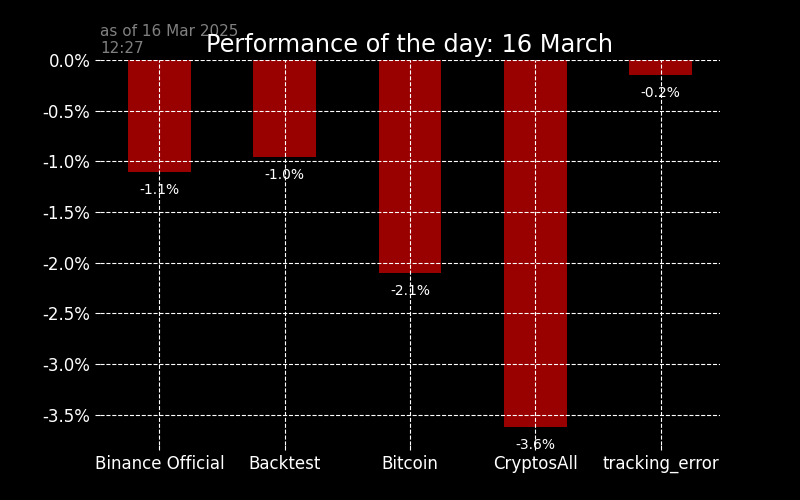 as of 16 Mar 2025
12:27
Performance of the day: 16 March
0.0%
-0.5%
-1.0%
-1.5%
-2.0%
-2.5%
-3.0%
-3.5%
-1.1%
-1.0%
-2.1%
-3.6%
-0.2%
Binance Official
Backtest
Bitcoin
CryptosAll
tracking_error